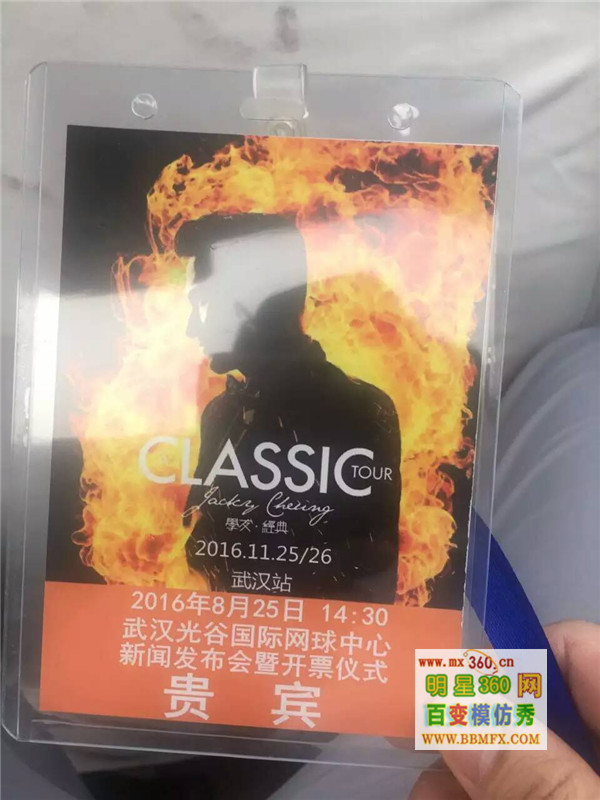 CLASSIC TOUR
Jacky Cheung
學友·經典
2016.11.25/26
武汉站
2016年8月25日 14:30
武汉光谷国际网球中心
新闻发布会暨开票仪式
贵 宾
www.mx360.cn
明星360网
百变模仿秀
www.BBMFX.com